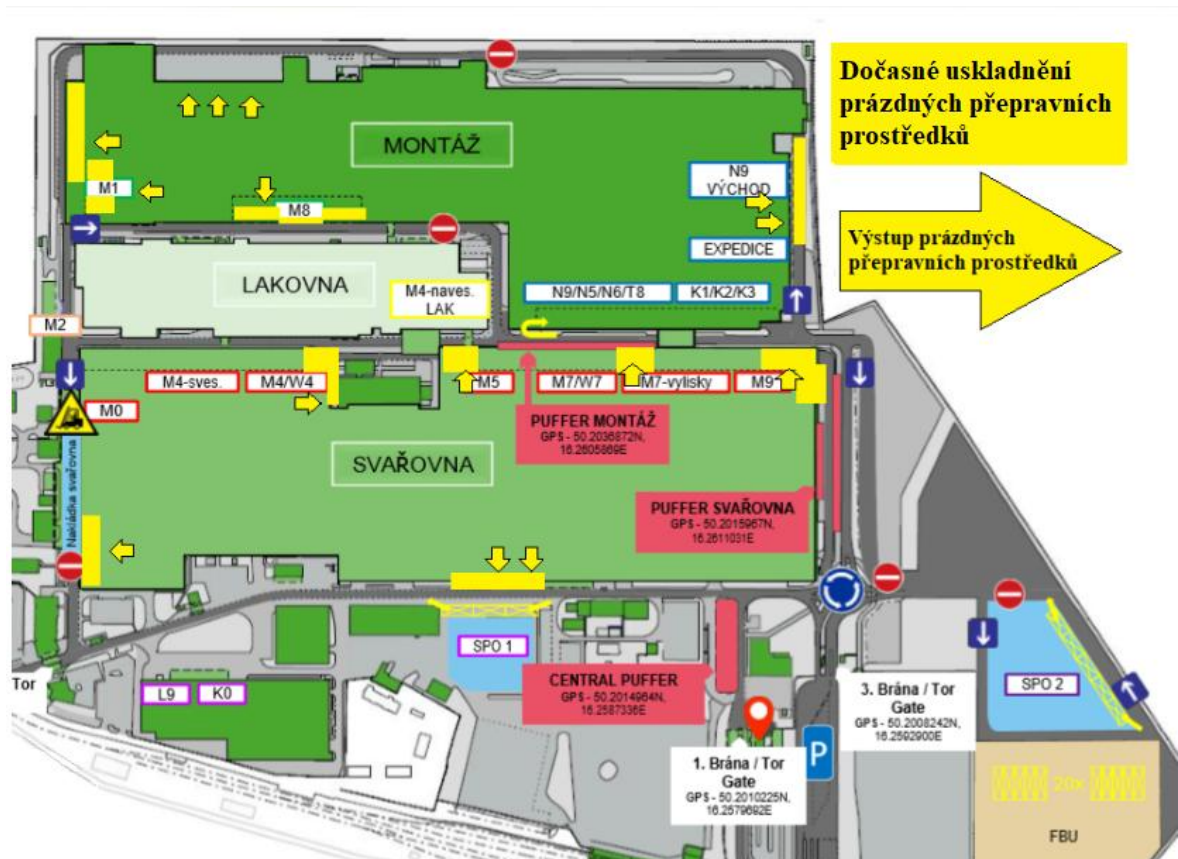 Dočasné uskladnění
prázdných přepravních
prostředků
MONTÁŽ
N9
VÝCHOD
M1
M8
Výstup prázdných
přepravních prostředků
EXPEDICE
LAKOVNA
M4-naves.
LAK
N9/N5/N6/T8
K1/K2/K3
M2
M4-sves.
M4/W4
M5
M7/W7
M7-vylisky
M9
M0
PUFFER MONTÁŽ
GPS - 50.2036872N,
16.2605869E
SVAŘOVNA
Nakládka svařovna
PUFFER SVAŘOVNA
GPS - 50.2015967N,
16.2611031E
SPO 1
Tor
L9
K0
CENTRAL PUFFER
GPS - 50.2014964N,
16.2587336E
3. Brána / Tor
Gate
GPS - 50.2008242N,
16.2592900E
SPO 2
1. Brána / Tor
Gate
GPS - 50.2010225N,
16.2579692E
P
20x
FBU